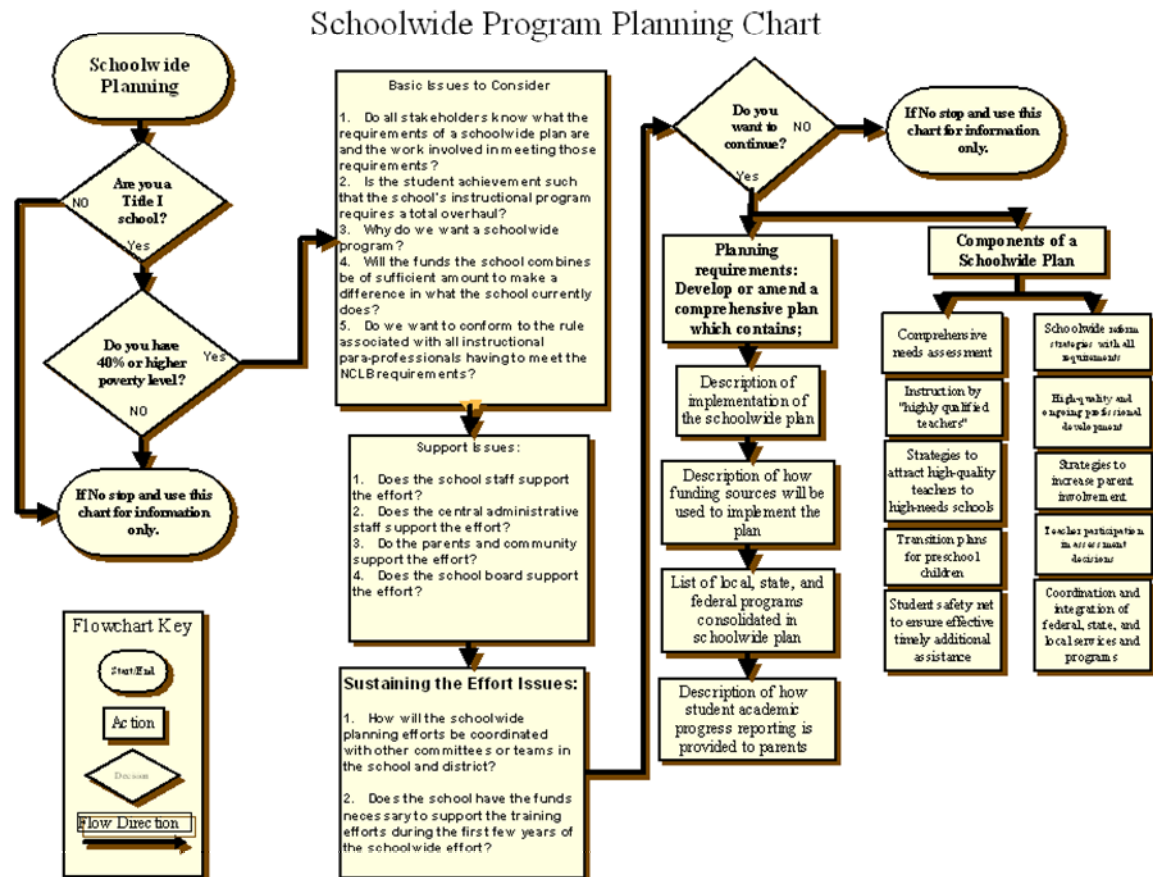 Schoolwide Program Planning Chart
Schoolwide
Planning
Are you a
Title I
school?
NO
Yes
Do you have
40% or higher
poverty level?
Yes
NO
If No stop and use this
chart for information
only.
Flowchart Key
Start/End
Action
Decision
Flow Direction
Basic Issues to Consider
1. Do all stakeholders know what the
requirements of a schoolwide plan are
and the work involved in meeting those
requirements?
2. Is the student achievement such
that the school's instructional program
requires a total overhaul?
3. Why do we want a schoolwide
program?
4. Will the funds the school combines
be of sufficient amount to make a
difference in what the school currently
does?
5. Do we want to conform to the rule
associated with all instructional
para-professionals having to meet the
NCLB requirements?
Support Issues:
1. Does the school staff support
the effort?
2. Does the central administrative
staff support the effort?
3. Do the parents and community
support the effort?
4. Does the school board support
the effort?
Sustaining the Effort Issues:
1. How will the schoolwide
planning efforts be coordinated
with other committees or teams in
the school and district?
2. Does the school have the funds
necessary to support the training
efforts during the first few years of
the schoolwide effort?
Do you
want to
continue?
NO
Yes
If No stop and use this
chart for information
only.
Planning
requirements:
Develop or amend a
comprehensive plan
which contains;
Description of
implementation of
the schoolwide plan
Description of how
funding sources will be
used to implement the
plan
List of local, state, and
federal programs
consolidated in
schoolwide plan
Description of how
student academic
progress reporting is
provided to parents
Components of a
Schoolwide Plan
Comprehensive
needs assessment
Instruction by
"highly qualified
teachers"
Strategies to
attract high-quality
teachers to
high-needs schools
Transition plans
for preschool
children
Student safety net
to ensure effective
timely additional
assistance
Schoolwide reform
strategies with all
requirements
High-quality and
ongoing professional
development
Strategies to
increase parent
involvement
Teacher participation
in assessment
decisions
Coordination and
integration of
federal, state, and
local services and
programs